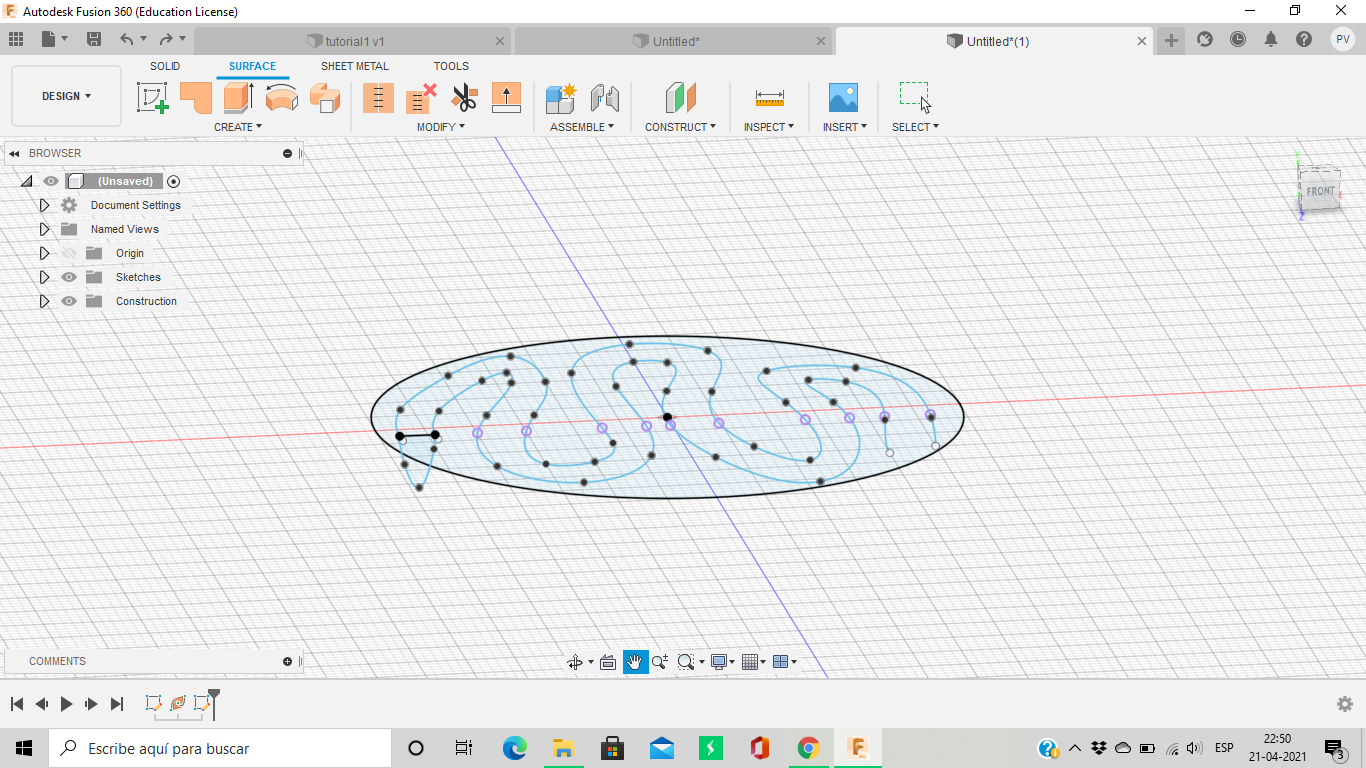 Autodesk Fusion 360 (Education License)
tutorial1 v1
Untitled*
Untitled*(1)
PV
DESIGN
SOLID
SURFACE
SHEET METAL
TOOLS
CREATE
MODIFY
ASSEMBLE
CONSTRUCT
INSPECT
INSERT
SELECT
BROWSER
(Unsaved)
Document Settings
Named Views
Origin
Sketches
Construction
FRONT
Y
Z
COMMENTS
Escribe aquí para buscar
ESP
22:50
21-04-2021
3